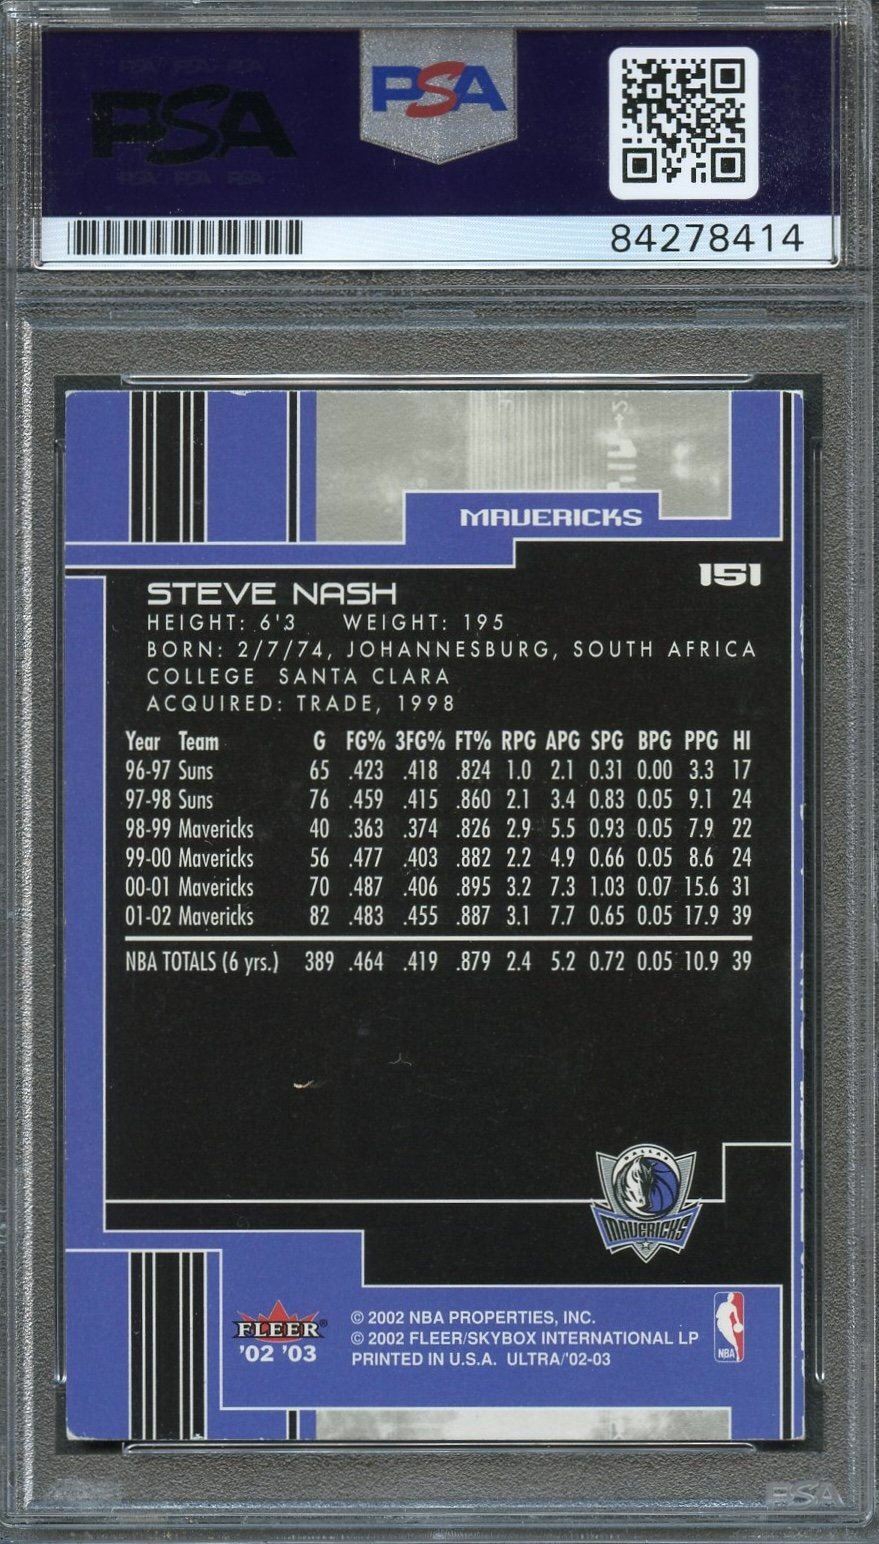 PSA PSA PSA
PSA
PSA PSA PSA
PSA
84278414
MAVERICKS
151
STEVE NASH
HEIGHT: 6'3 WEIGHT: 195
BORN: 2/7/74, JOHANNESBURG, SOUTH AFRICA
COLLEGE SANTA CLARA
ACQUIRED: TRADE, 1998
Year Team G FG% 3FG% FT% RPG APG SPG BPG PPG HI
96-97 Suns 65 .423 .418 .824 1.0 2.1 0.31 0.00 3.3 17
97-98 Suns 76 .459 .415 .860 2.1 3.4 0.83 0.05 9.1 24
98-99 Mavericks 40 .363 .374 .826 2.9 5.5 0.93 0.05 7.9 22
99-00 Mavericks 56 .477 .403 .882 2.2 4.9 0.66 0.05 8.6 24
00-01 Mavericks 70 .487 .406 .895 3.2 7.3 1.03 0.07 15.6 31
01-02 Mavericks 82 .483 .455 .887 3.1 7.7 0.65 0.05 17.9 39
NBA TOTALS (6 yrs.) 389 .464 .419 .879 2.4 5.2 0.72 0.05 10.9 39
DALLAS
MAVERICKS
FLEER®
'02 '03
© 2002 NBA PROPERTIES, INC.
© 2002 FLEER/SKYBOX INTERNATIONAL LP
PRINTED IN U.S.A. ULTRA/'02-03
NBA
PSA